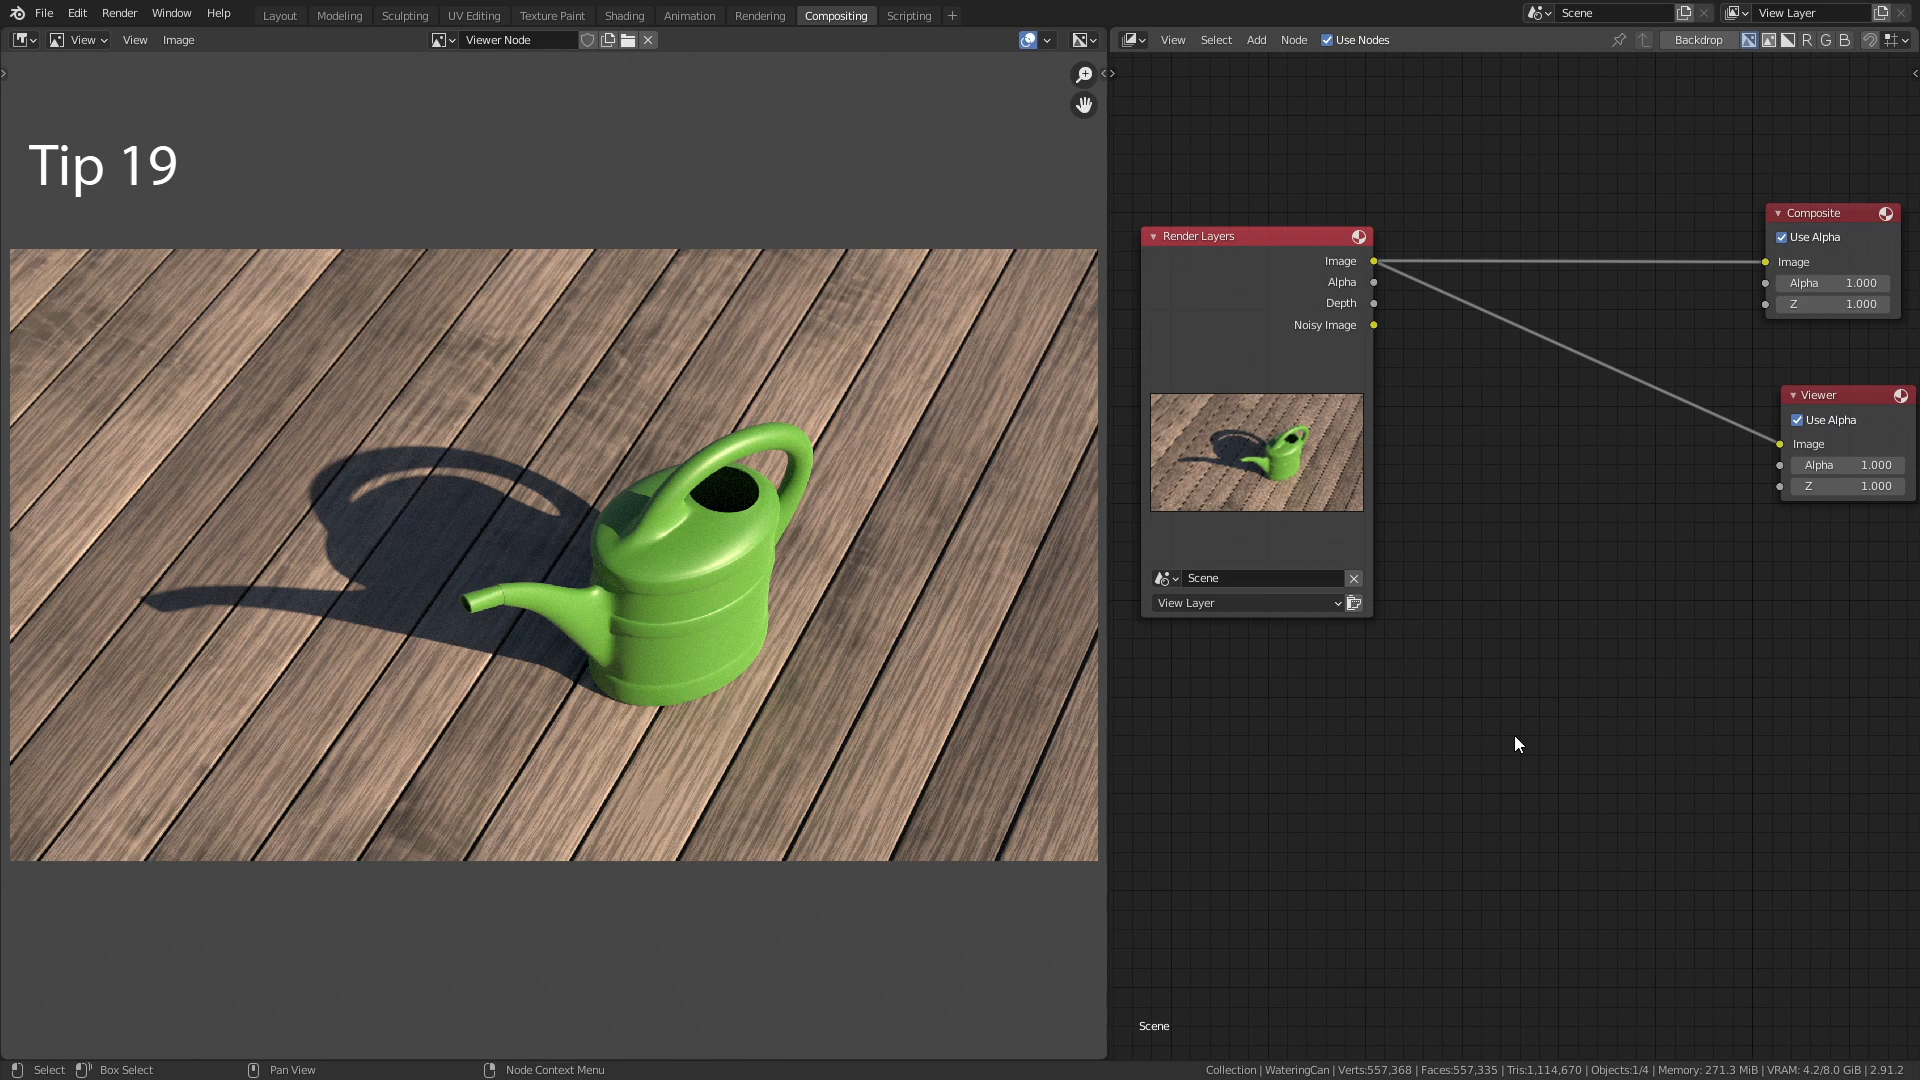 File Edit Render Window Help Layout Modeling Sculpting UV Editing Texture Paint Shading Animation Rendering Compositing Scripting Scene View Layer
View View Image Viewer Node View Select Add Node Use Nodes Backdrop R G B
Tip 19
Render Layers
Image
Alpha
Depth
Noisy Image
Scene
View Layer
Composite
Use Alpha
Image
Alpha 1.000
Z 1.000
Viewer
Use Alpha
Image
Alpha 1.000
Z 1.000
Scene
Select Box Select Pan View Node Context Menu Collection | WateringCan | Verts:557,368 | Faces:557,335 | Tris:1,114,670 | Objects:1/4 | Memory: 271.3 MiB | VRAM: 4.2/8.0 GiB | 2.91.2